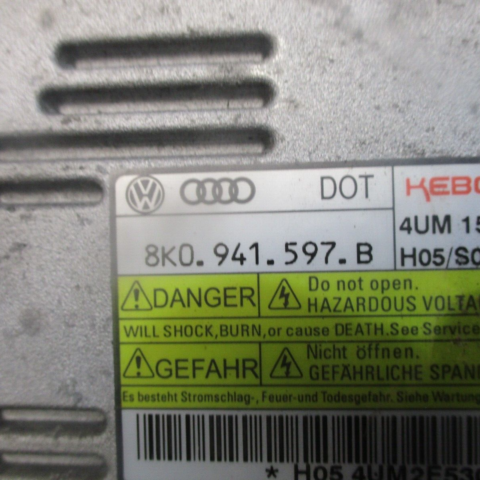 DOT KEBO
8K0.941.597.B
4UM 15
H05/S0
DANGER
Do not open.
HAZARDOUS VOLTA
WILL SHOCK, BURN, or cause DEATH. See Service
GEFAHR
Nicht öffnen.
GEFÄHRLICHE SPAN
Es besteht Stromschlag-, Feuer-und Todesgefahr. Siehe Wartung
* H05 4UM2F530